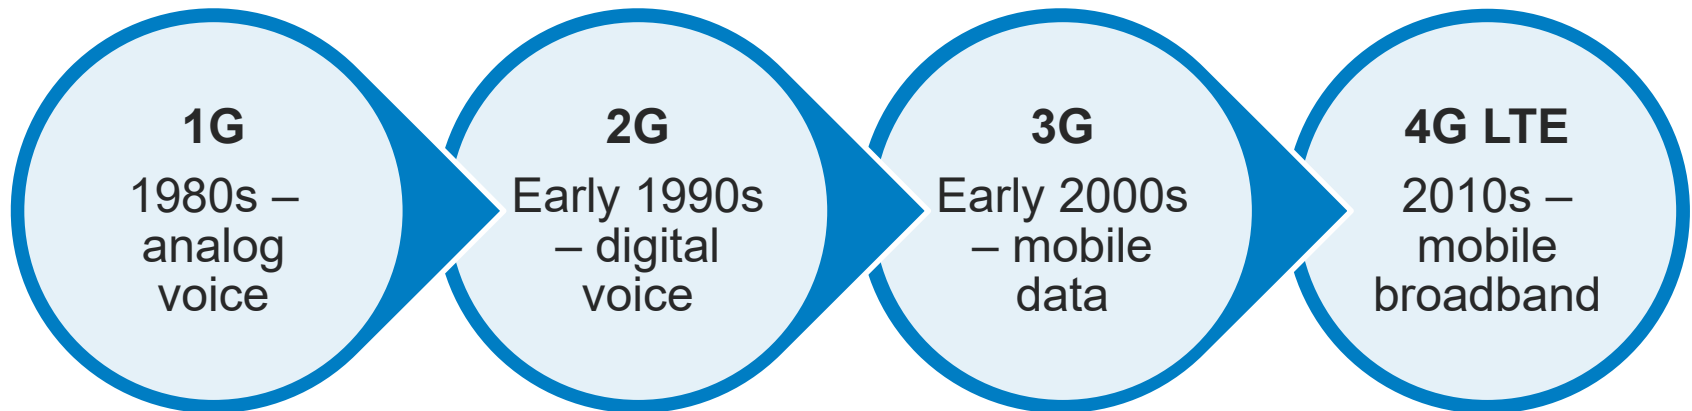 1G
1980s –
analog
voice
2G
Early 1990s
– digital
voice
3G
Early 2000s
– mobile
data
4G LTE
2010s –
mobile
broadband